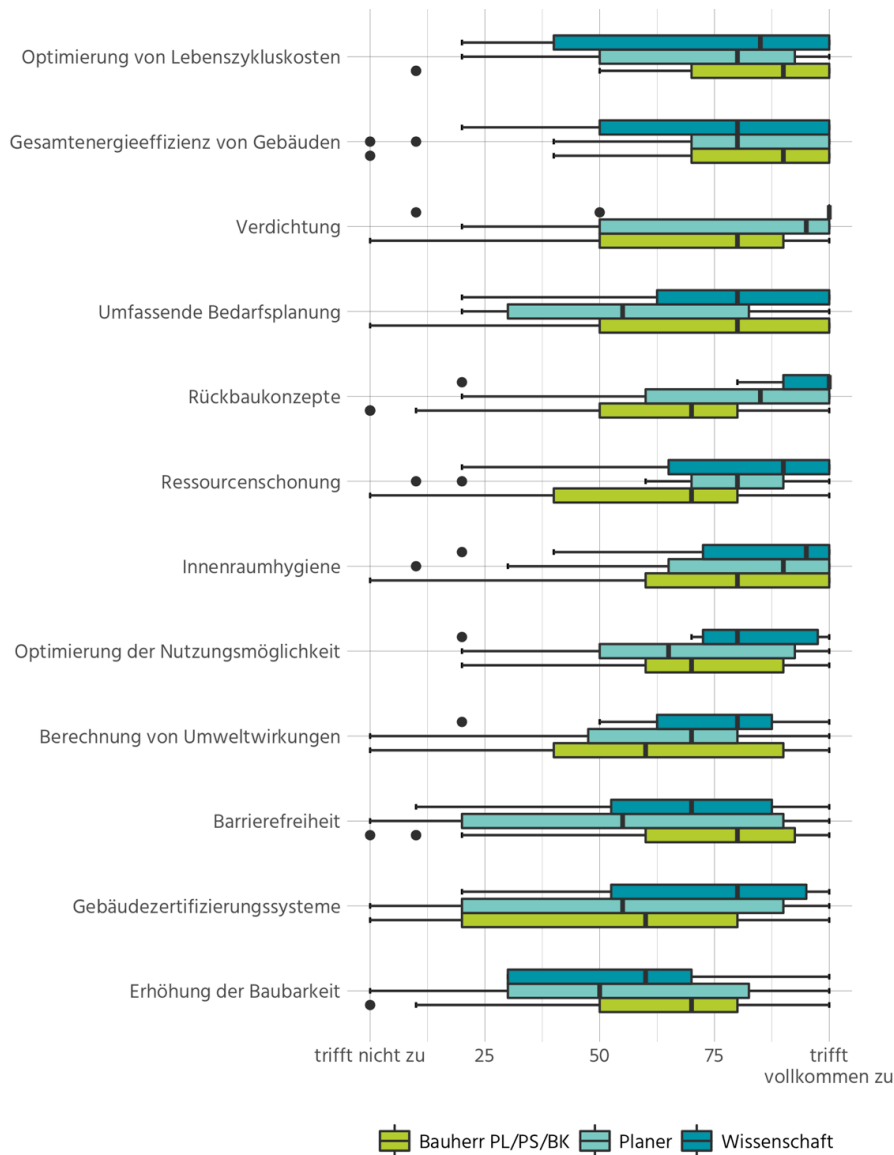 Optimierung von Lebenszykluskosten
Gesamtenergieeffizienz von Gebäuden
Verdichtung
Umfassende Bedarfsplanung
Rückbaukonzepte
Ressourcenschonung
Innenraumhygiene
Optimierung der Nutzungsmöglichkeit
Berechnung von Umweltwirkungen
Barrierefreiheit
Gebäudezertifizierungssysteme
Erhöhung der Baubarkeit
trifft nicht zu 25 50 75 trifft
vollkommen zu
Bauherr PL/PS/BK Planer Wissenschaft